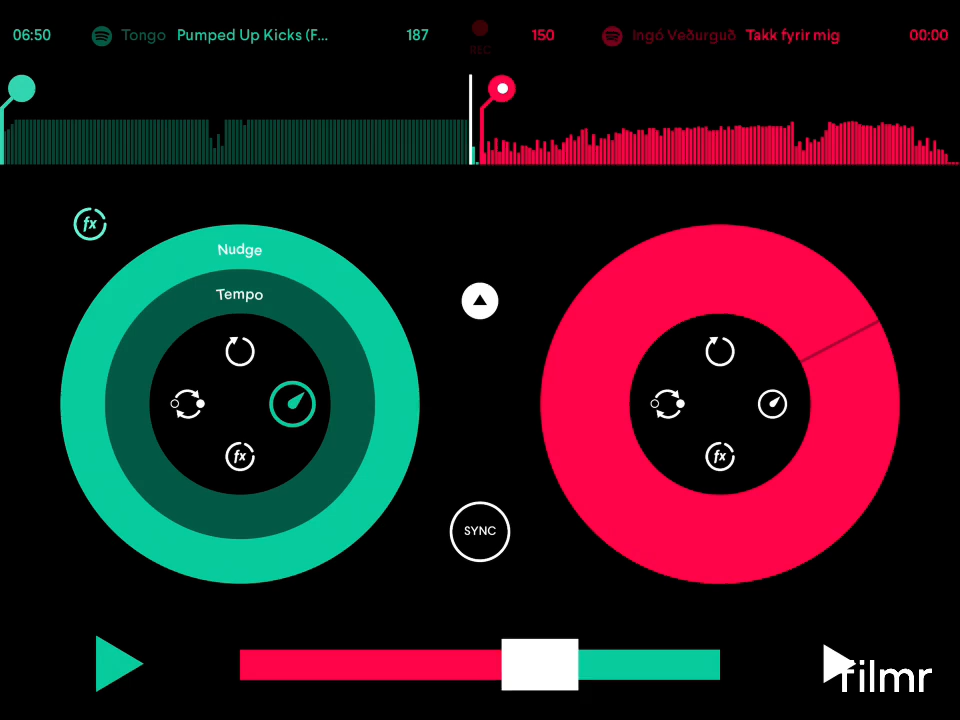 06:50 Tongo Pumped Up Kicks (F... 187 150 Ingó Veðurguð Takk fyrir mig 00:00
REC
fx
Nudge
Tempo
fx
fx
SYNC
filmr